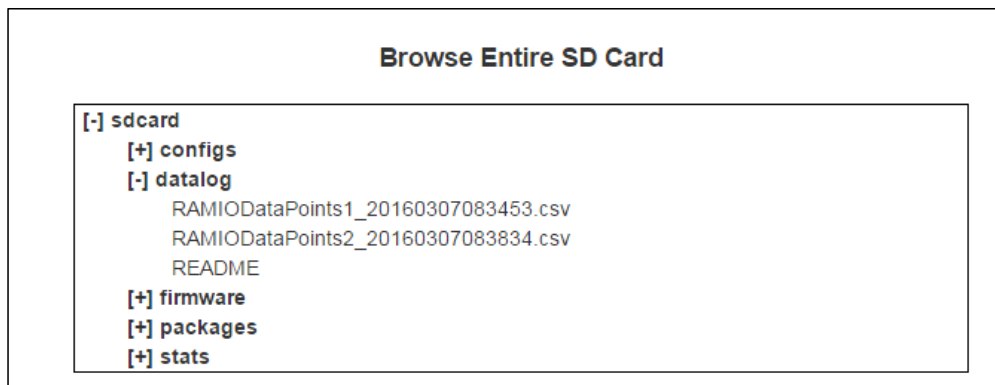 Browse Entire SD Card
[-] sdcard
[+] configs
[-] datalog
RAMIODataPoints1_20160307083453.csv
RAMIODataPoints2_20160307083834.csv
README
[+] firmware
[+] packages
[+] stats